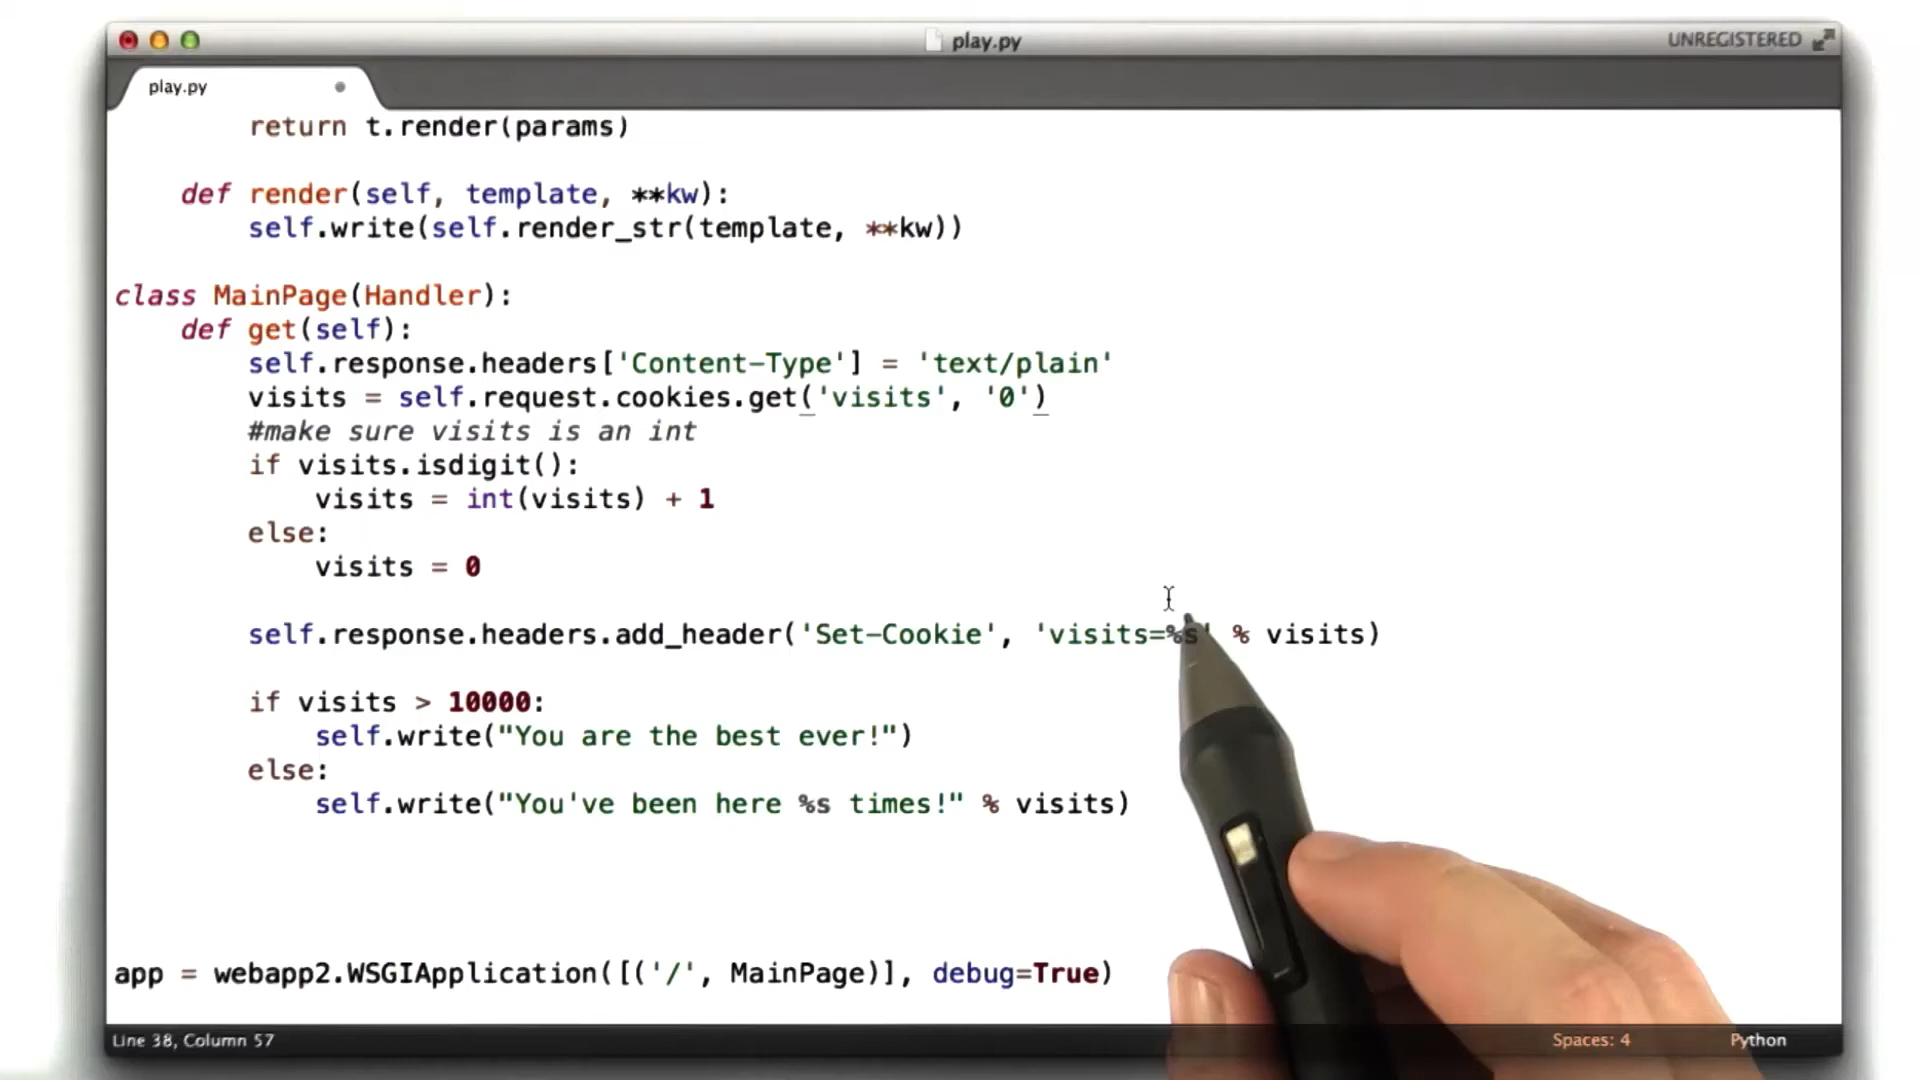 play.py
UNREGISTERED
play.py
return t.render(params)
def render(self, template, **kw):
self.write(self.render_str(template, **kw))
class MainPage(Handler):
def get(self):
self.response.headers['Content-Type'] = 'text/plain'
visits = self.request.cookies.get('visits', '0')
#make sure visits is an int
if visits.isdigit():
visits = int(visits) + 1
else:
visits = 0
self.response.headers.add_header('Set-Cookie', 'visits=%s' % visits)
if visits > 10000:
self.write("You are the best ever!")
else:
self.write("You've been here %s times!" % visits)
app = webapp2.WSGIApplication([('/', MainPage)], debug=True)
Line 38, Column 57
Spaces: 4
Python